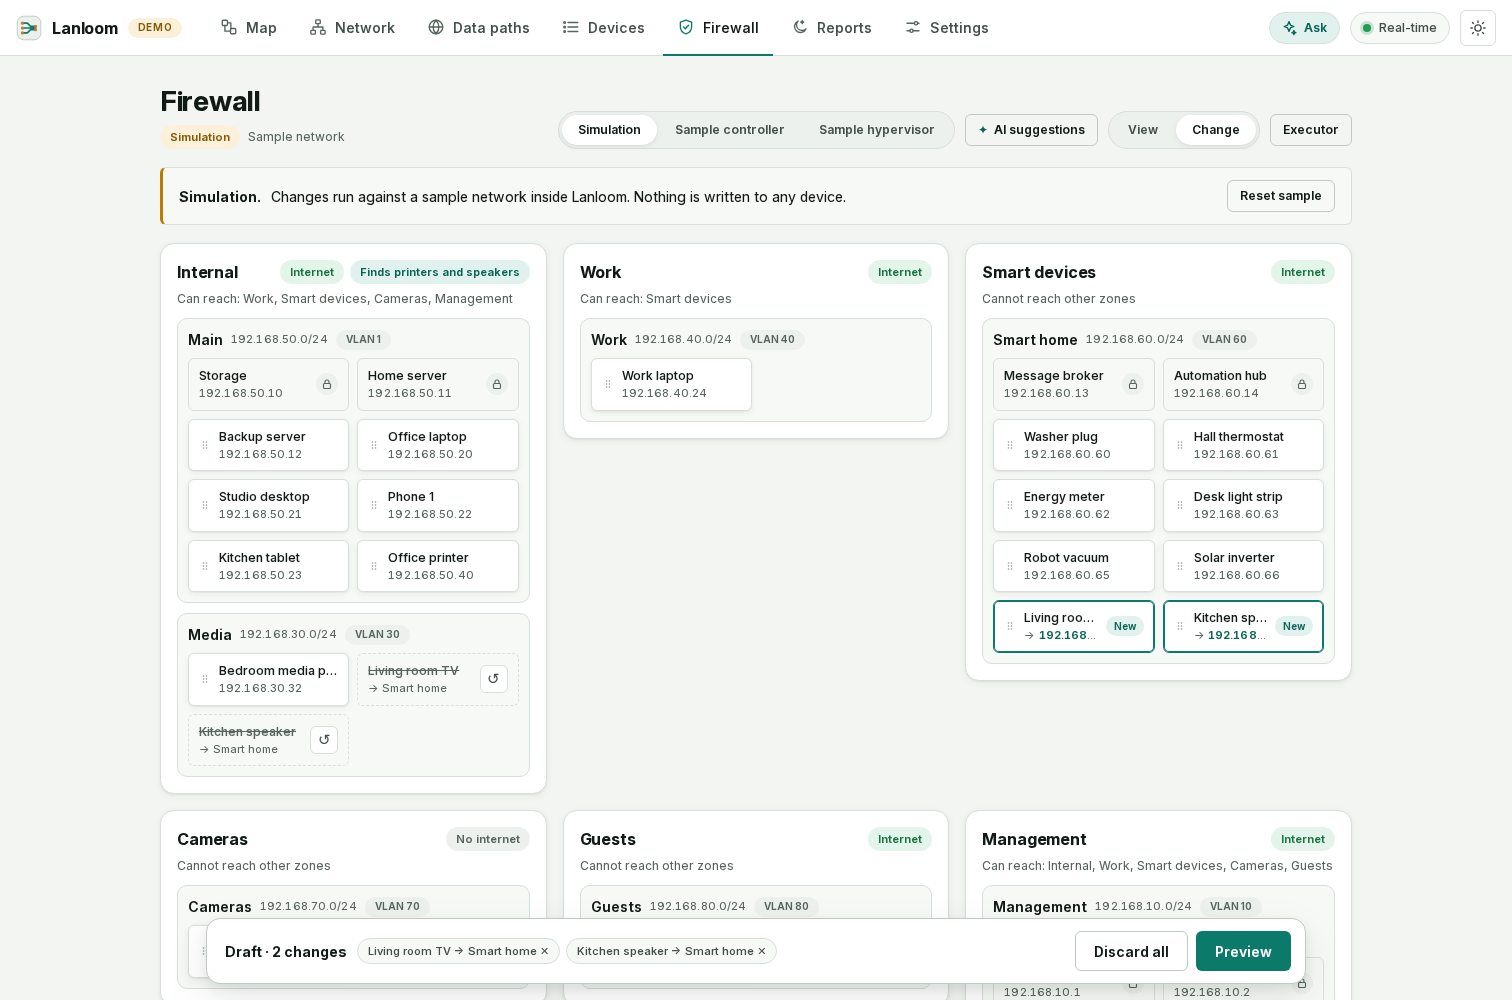 Lanloom DEMO Map Network Data paths Devices Firewall Reports Settings Ask Real-time
Firewall
Simulation Sample network
Simulation Sample controller Sample hypervisor AI suggestions View Change Executor
Simulation. Changes run against a sample network inside Lanloom. Nothing is written to any device. Reset sample
Internal Internet Finds printers and speakers
Can reach: Work, Smart devices, Cameras, Management
Main 192.168.50.0/24 VLAN 1
Storage
192.168.50.10
Home server
192.168.50.11
Backup server
192.168.50.12
Office laptop
192.168.50.20
Studio desktop
192.168.50.21
Phone 1
192.168.50.22
Kitchen tablet
192.168.50.23
Office printer
192.168.50.40
Media 192.168.30.0/24 VLAN 30
Bedroom media p...
192.168.30.32
Living room TV
→ Smart home
Kitchen speaker
→ Smart home
Work Internet
Can reach: Smart devices
Work 192.168.40.0/24 VLAN 40
Work laptop
192.168.40.24
Smart devices Internet
Cannot reach other zones
Smart home 192.168.60.0/24 VLAN 60
Message broker
192.168.60.13
Automation hub
192.168.60.14
Washer plug
192.168.60.60
Hall thermostat
192.168.60.61
Energy meter
192.168.60.62
Desk light strip
192.168.60.63
Robot vacuum
192.168.60.65
Solar inverter
192.168.60.66
Living roo... New
→ 192.168...
Kitchen sp... New
→ 192.168...
Cameras No internet
Cannot reach other zones
Cameras 192.168.70.0/24 VLAN 70
Guests Internet
Cannot reach other zones
Guests 192.168.80.0/24 VLAN 80
Management Internet
Can reach: Internal, Work, Smart devices, Cameras, Guests
Management 192.168.10.0/24 VLAN 10
Draft · 2 changes Living room TV → Smart home × Kitchen speaker → Smart home × Discard all Preview
192.168.10.1
192.168.10.2